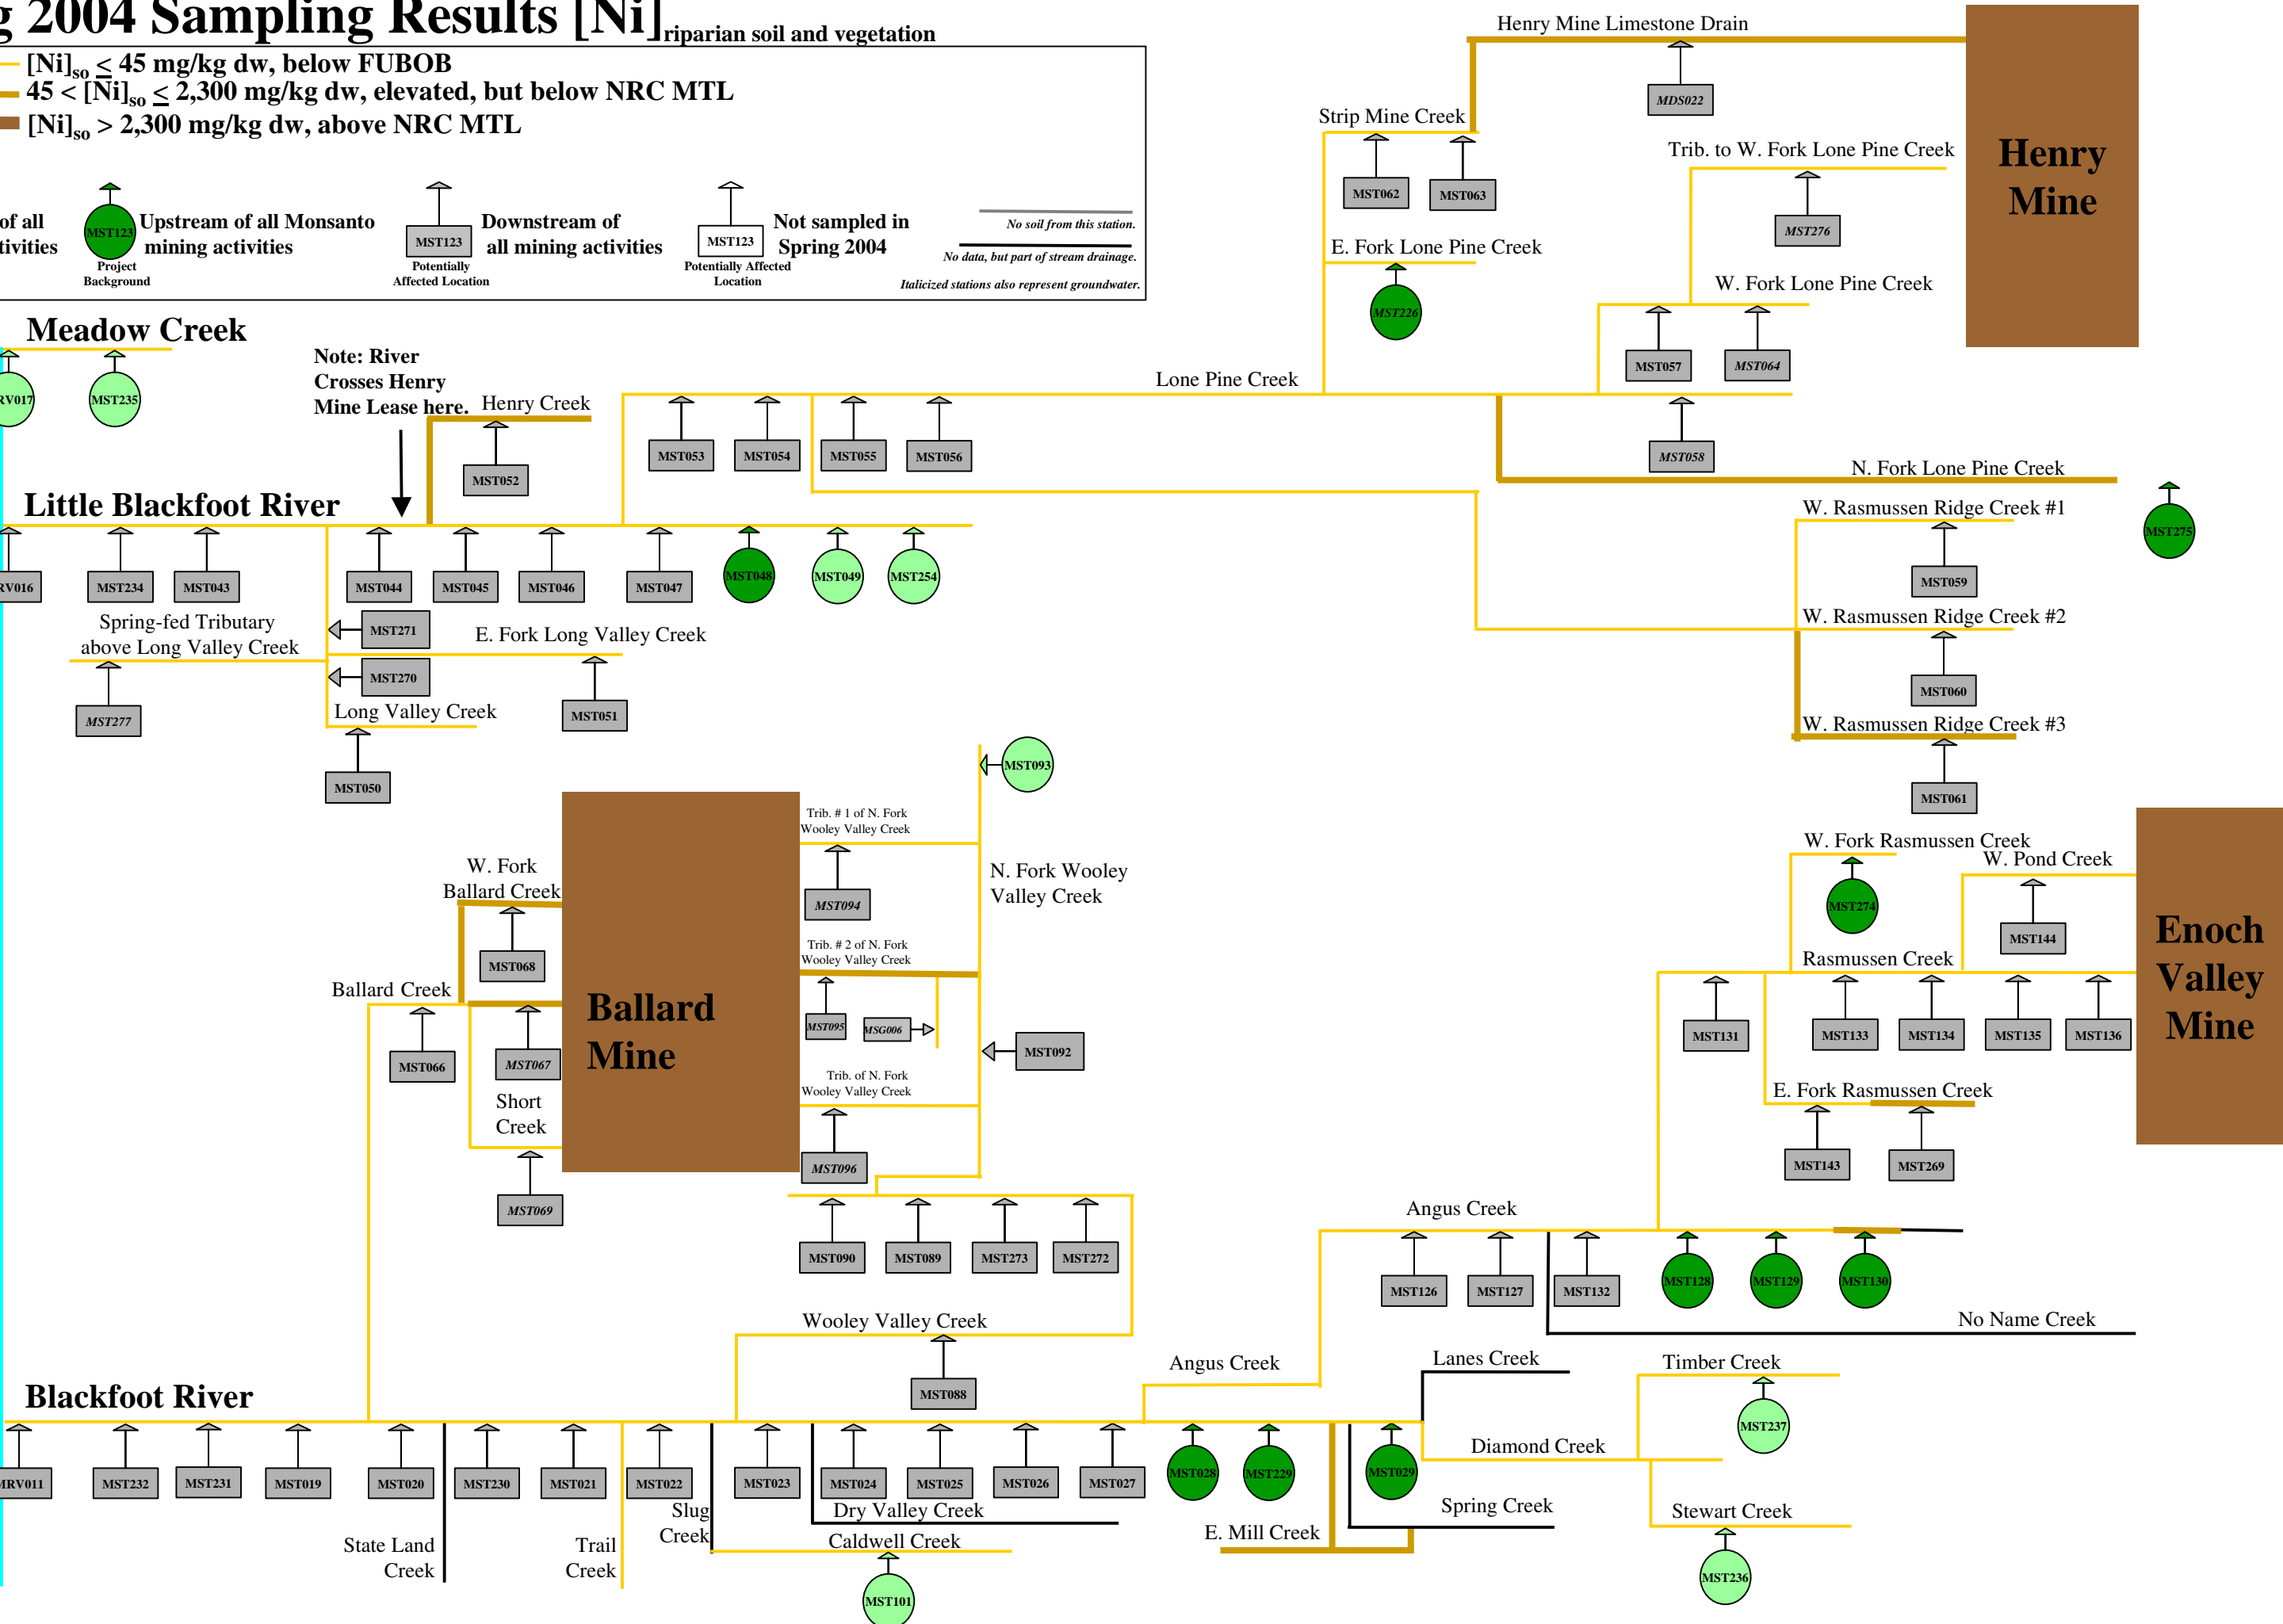 g 2004 Sampling Results [Ni]riparian soil and vegetation
[Ni]so ≤ 45 mg/kg dw, below FUBOB
45 < [Ni]so ≤ 2,300 mg/kg dw, elevated, but below NRC MTL
[Ni]so > 2,300 mg/kg dw, above NRC MTL
of all
tivities
MST123
Project
Background
Upstream of all Monsanto
mining activities
MST123
Potentially
Affected Location
Downstream of
all mining activities
MST123
Potentially Affected
Location
Not sampled in
Spring 2004
No soil from this station.
No data, but part of stream drainage.
Italicized stations also represent groundwater.
Henry Mine Limestone Drain
MDS022
Henry
Mine
Strip Mine Creek
MST062
MST063
Trib. to W. Fork Lone Pine Creek
MST276
E. Fork Lone Pine Creek
MST226
W. Fork Lone Pine Creek
MST057
MST064
Meadow Creek
RV017
MST235
Note: River
Crosses Henry
Mine Lease here.
Henry Creek
MST052
Lone Pine Creek
MST053
MST054
MST055
MST056
MST058
N. Fork Lone Pine Creek
MST275
Little Blackfoot River
RV016
MST234
MST043
MST044
MST045
MST046
MST047
MST048
MST049
MST254
W. Rasmussen Ridge Creek #1
MST059
W. Rasmussen Ridge Creek #2
MST060
W. Rasmussen Ridge Creek #3
MST061
Spring-fed Tributary
above Long Valley Creek
MST277
MST271
E. Fork Long Valley Creek
MST270
MST051
Long Valley Creek
MST050
MST093
Trib. # 1 of N. Fork
Wooley Valley Creek
MST094
N. Fork Wooley
Valley Creek
W. Fork
Ballard Creek
MST068
Ballard
Mine
Trib. # 2 of N. Fork
Wooley Valley Creek
MST095
MSG006
MST092
Ballard Creek
MST066
MST067
Short
Creek
MST069
Trib. of N. Fork
Wooley Valley Creek
MST096
MST090
MST089
MST273
MST272
W. Fork Rasmussen Creek
MST274
W. Pond Creek
MST144
Enoch
Valley
Mine
Rasmussen Creek
MST131
MST133
MST134
MST135
MST136
E. Fork Rasmussen Creek
MST143
MST269
Angus Creek
MST126
MST127
MST132
MST128
MST129
MST130
No Name Creek
Wooley Valley Creek
MST088
Angus Creek
Lanes Creek
Timber Creek
MST237
Blackfoot River
MRV011
MST232
MST231
MST019
MST020
MST230
MST021
MST022
MST023
MST024
MST025
MST026
MST027
MST028
MST229
MST029
Diamond Creek
State Land
Creek
Trail
Creek
Slug
Creek
Dry Valley Creek
Caldwell Creek
MST101
E. Mill Creek
Spring Creek
Stewart Creek
MST236